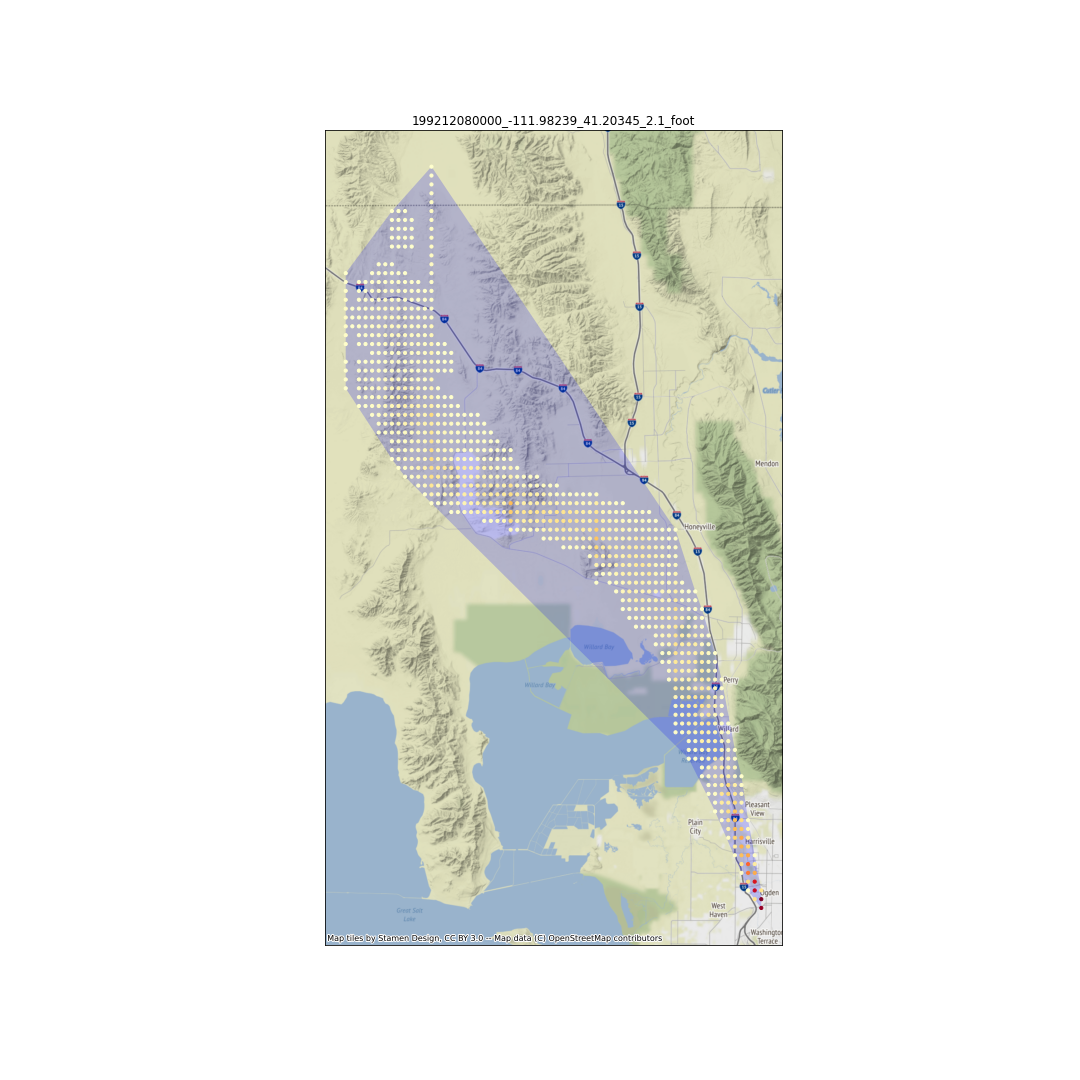 199212080000_-111.98239_41.20345_2.1_foot
Mendon
Honeyville
Willard Bay
Perry
Willard Bay
Willard
Pleasant
View
Plain
City
Harrisville
Ogden
West
Haven
Great Salt
Lake
Washington
Terrace
Map tiles by Stamen Design, CC BY 3.0 -- Map data (C) OpenStreetMap contributors